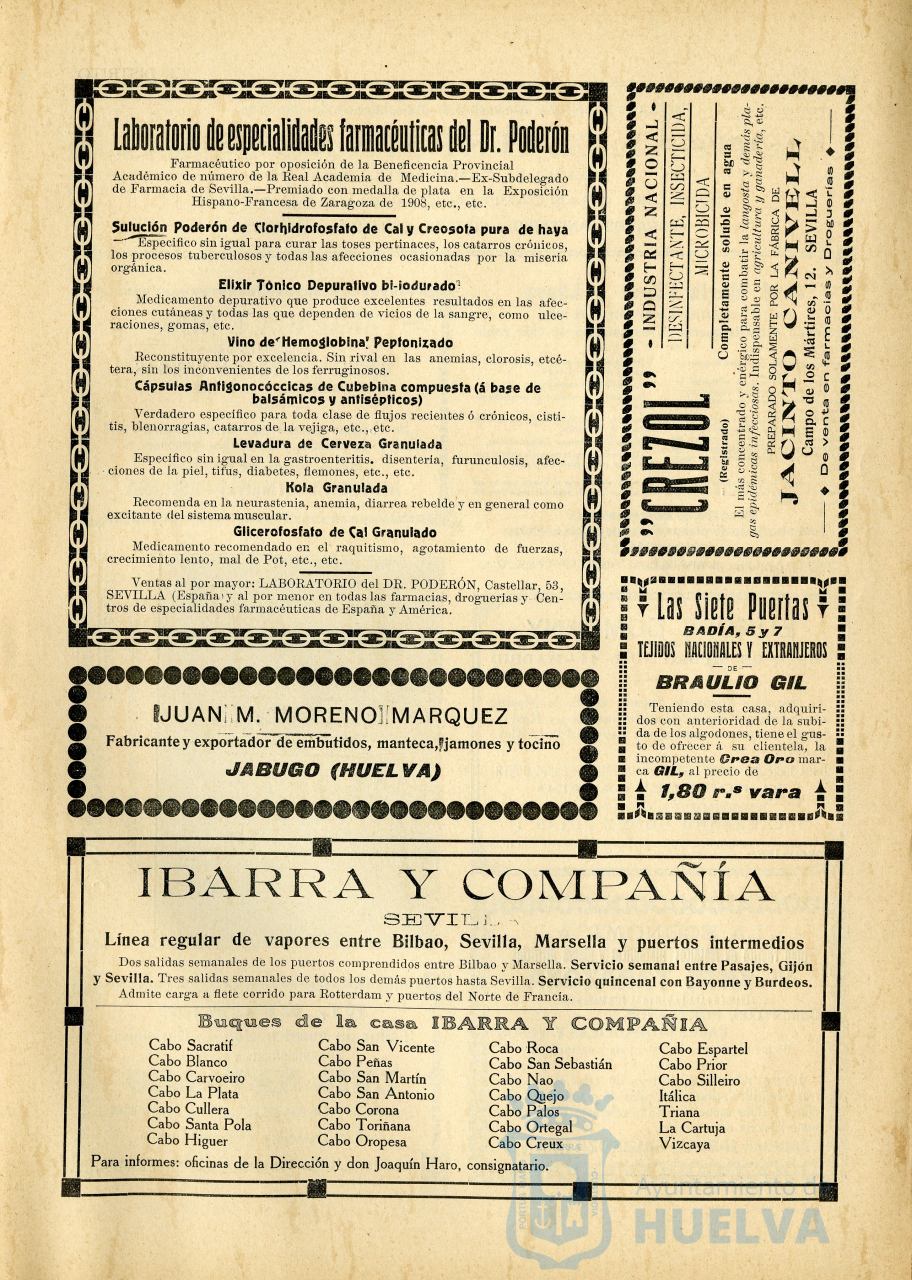 Laboratorio de especialidades farmacéuticas del Dr. Poderón
Farmacéutico por oposición de la Beneficencia Provincial
Académico de número de la Real Academia de Medicina.—Ex-Subdelegado
de Farmacia de Sevilla.—Premiado con medalla de plata en la Exposición
Hispano-Francesa de Zaragoza de 1908, etc., etc.
Sulución Poderón de Clorhidrofosfato de Cal y Creosota pura de haya
Específico sin igual para curar las toses pertinaces, los catarros crónicos,
los procesos tuberculosos y todas las afecciones ocasionadas por la miseria
orgánica.
Elixir Tónico Depurativo bi-iodurado
Medicamento depurativo que produce excelentes resultados en las afec-
ciones cutáneas y todas las que dependen de vicios de la sangre, como ulce-
raciones, gomas, etc.
Vino de Hemoglobina Peptonizado
Reconstituyente por excelencia. Sin rival en las anemias, clorosis, etcé-
tera, sin los inconvenientes de los ferruginosos.
Cápsulas Antigonocóccicas de Cubebina compuesta (á base de
balsámicos y antisépticos)
Verdadero específico para toda clase de flujos recientes ó crónicos, cisti-
tis, blenorragias, catarros de la vejiga, etc., etc.
Levadura de Cerveza Granulada
Específico sin igual en la gastroenteritis. disentería, furunculosis, afec-
ciones de la piel, tifus, diabetes, flemones, etc., etc.
Kola Granulada
Recomenda en la neurastenia, anemia, diarrea rebelde y en general como
excitante del sistema muscular.
Glicerofosfato de Cal Granulado
Medicamento recomendado en el raquitismo, agotamiento de fuerzas,
crecimiento lento, mal de Pot, etc., etc.
Ventas al por mayor: LABORATORIO del DR. PODERÓN, Castellar, 53,
SEVILLA (España) y al por menor en todas las farmacias, droguerías y Cen-
tros de especialidades farmacéuticas de España y América.
„CREZOL” - INDUSTRIA NACIONAL -
DESINFECTANTE, INSECTICIDA,
MICROBICIDA
(Registrado) Completamente soluble en agua
El más concentrado y enérgico para combatir la langosta y demás pla-
gas epidémicas infecciosas. Indispensable en agricultura y ganadería, etc.
PREPARADO SOLAMENTE POR LA FÁBRICA DE
JACINTO CANIVELL
Campo de los Mártires, 12. SEVILLA
— ◆ De venta en farmacias y Droguerías ◆ —
Las Siete Puertas
BADÍA, 5 y 7
TEJIDOS NACIONALES Y EXTRANJEROS
— DE —
BRAULIO GIL
Teniendo esta casa, adquiri-
dos con anterioridad de la subi-
da de los algodones, tiene el gus-
to de ofrecer á su clientela, la
incompetente Crea Oro mar-
ca GIL, al precio de
1,80 r.s vara
JUAN M. MORENO MARQUEZ
Fabricante y exportador de embutidos, manteca, jamones y tocino
JABUGO (HUELVA)
IBARRA Y COMPAÑÍA
SEVILLA
Línea regular de vapores entre Bilbao, Sevilla, Marsella y puertos intermedios
Dos salidas semanales de los puertos comprendidos entre Bilbao y Marsella. Servicio semanal entre Pasajes, Gijón
y Sevilla. Tres salidas semanales de todos los demás puertos hasta Sevilla. Servicio quincenal con Bayonne y Burdeos.
Admite carga a flete corrido para Rotterdam y puertos del Norte de Francia.
Buques de la casa IBARRA Y COMPAÑIA
Cabo Sacratif
Cabo Blanco
Cabo Carvoeiro
Cabo La Plata
Cabo Cullera
Cabo Santa Pola
Cabo Higuer
Cabo San Vicente
Cabo Peñas
Cabo San Martín
Cabo San Antonio
Cabo Corona
Cabo Toriñana
Cabo Oropesa
Cabo Roca
Cabo San Sebastián
Cabo Nao
Cabo Quejo
Cabo Palos
Cabo Ortegal
Cabo Creux
Cabo Espartel
Cabo Prior
Cabo Silleiro
Itálica
Triana
La Cartuja
Vizcaya
Para informes: oficinas de la Dirección y don Joaquín Haro, consignatario.
Ayuntamiento de
HUELVA